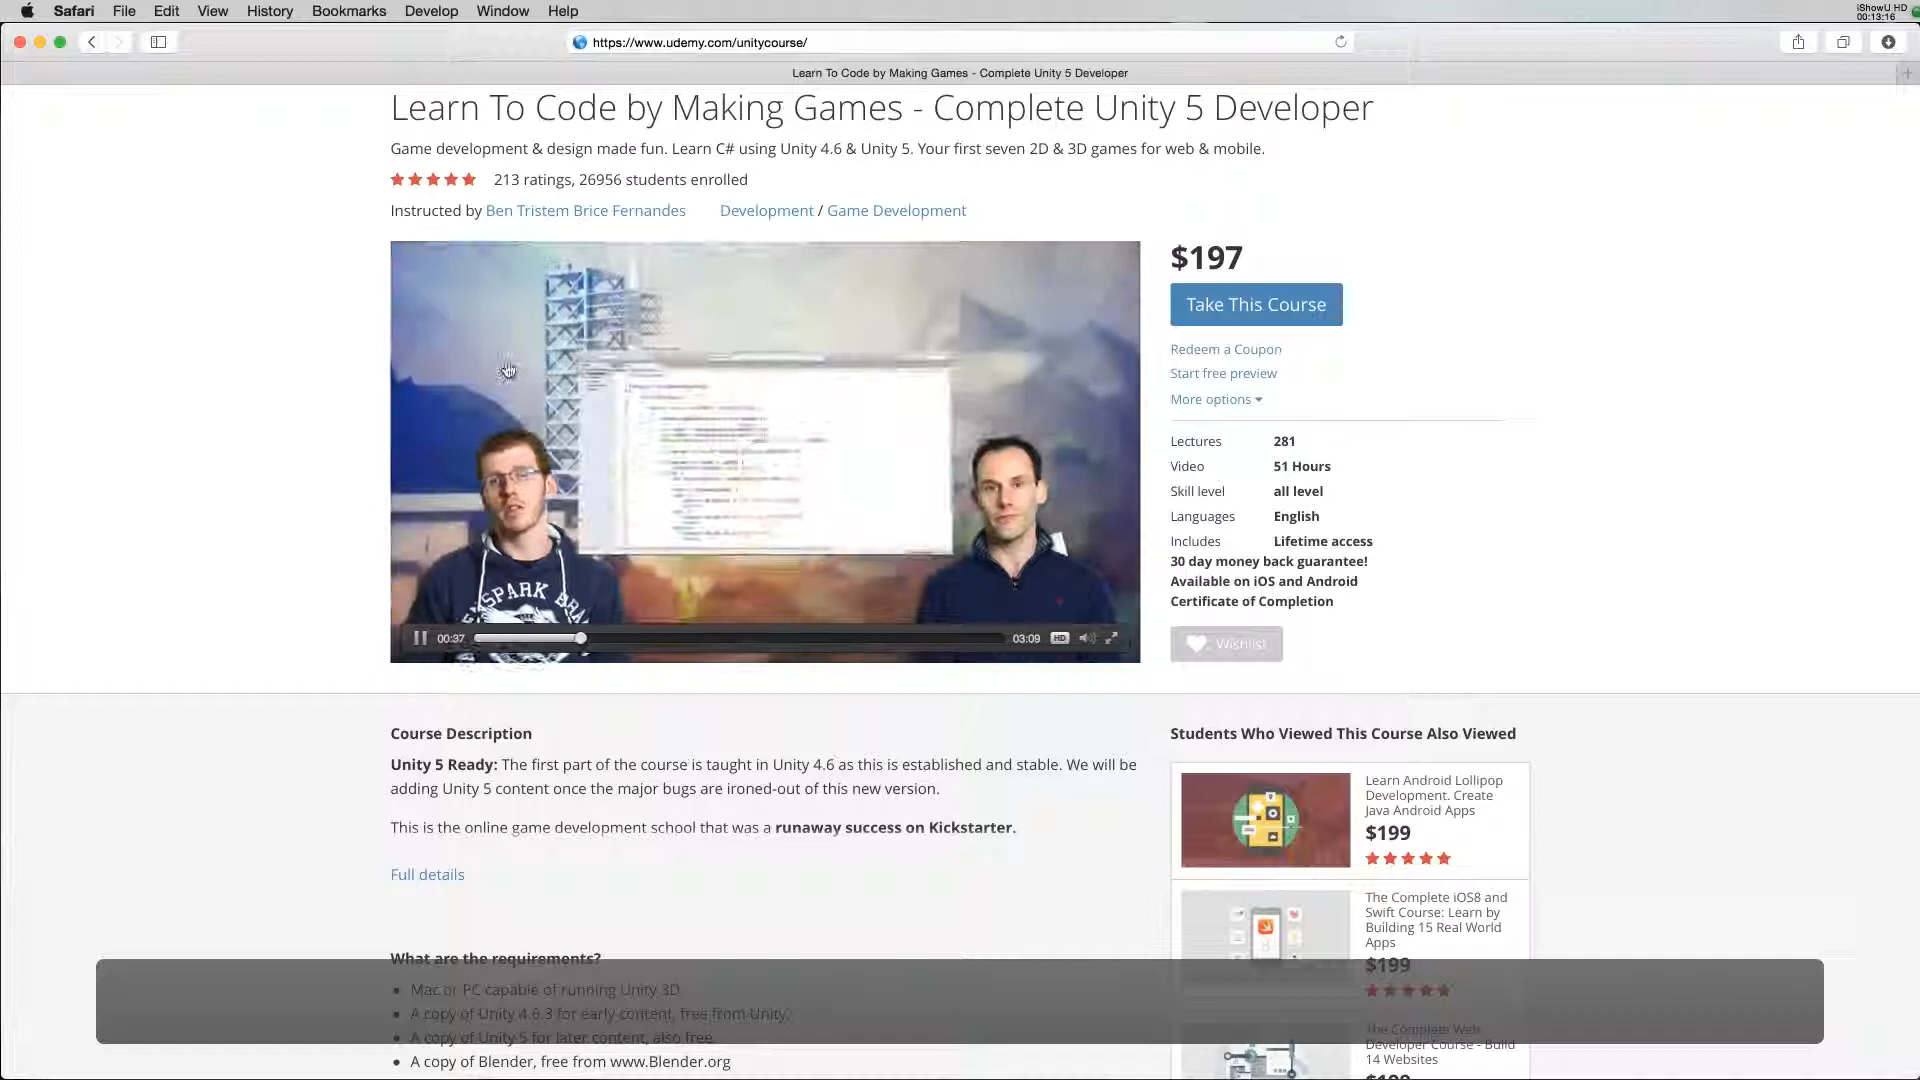 Safari File Edit View History Bookmarks Develop Window Help
iShowU HD
00:13:16
https://www.udemy.com/unitycourse/
Learn To Code by Making Games - Complete Unity 5 Developer
Learn To Code by Making Games - Complete Unity 5 Developer
Game development & design made fun. Learn C# using Unity 4.6 & Unity 5. Your first seven 2D & 3D games for web & mobile.
213 ratings, 26956 students enrolled
Instructed by Ben Tristem Brice Fernandes Development / Game Development
00:37 03:09 HD
$197
Take This Course
Redeem a Coupon
Start free preview
More options
Lectures 281
Video 51 Hours
Skill level all level
Languages English
Includes Lifetime access
30 day money back guarantee!
Available on iOS and Android
Certificate of Completion
Wishlist
Course Description
Unity 5 Ready: The first part of the course is taught in Unity 4.6 as this is established and stable. We will be
adding Unity 5 content once the major bugs are ironed-out of this new version.
This is the online game development school that was a runaway success on Kickstarter.
Full details
What are the requirements?
Mac or PC capable of running Unity 3D
A copy of Unity 4.6.3 for early content, free from Unity.
A copy of Unity 5 for later content, also free.
A copy of Blender, free from www.Blender.org
Students Who Viewed This Course Also Viewed
Learn Android Lollipop
Development. Create
Java Android Apps
$199
The Complete iOS8 and
Swift Course: Learn by
Building 15 Real World
Apps
$199
The Complete Web
Developer Course - Build
14 Websites